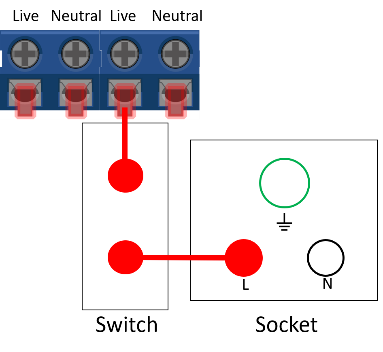 Live Neutral Live Neutral
L N
Switch Socket